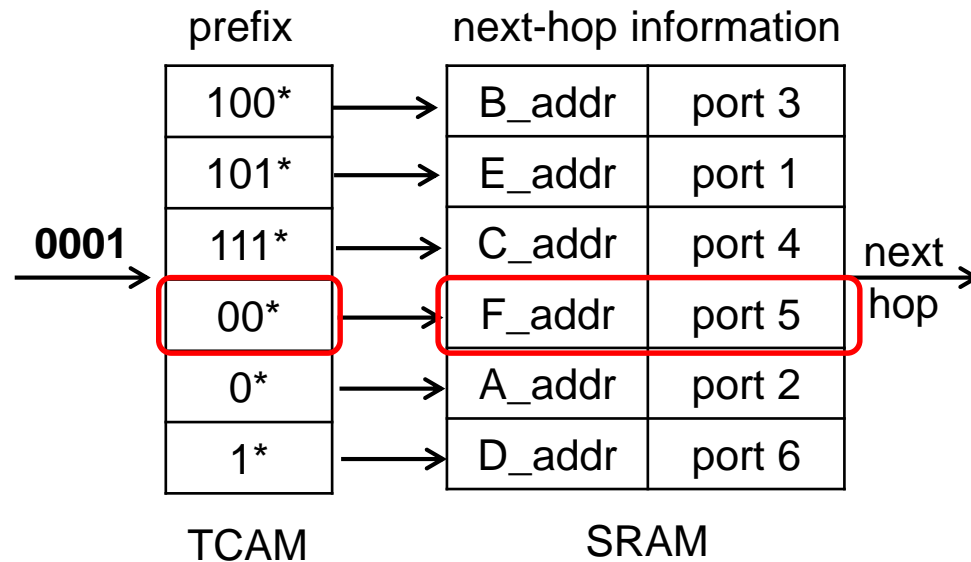 prefix next-hop information
100* B_addr port 3
101* E_addr port 1
0001 111* C_addr port 4 next
00* F_addr port 5 hop
0* A_addr port 2
1* D_addr port 6
TCAM SRAM